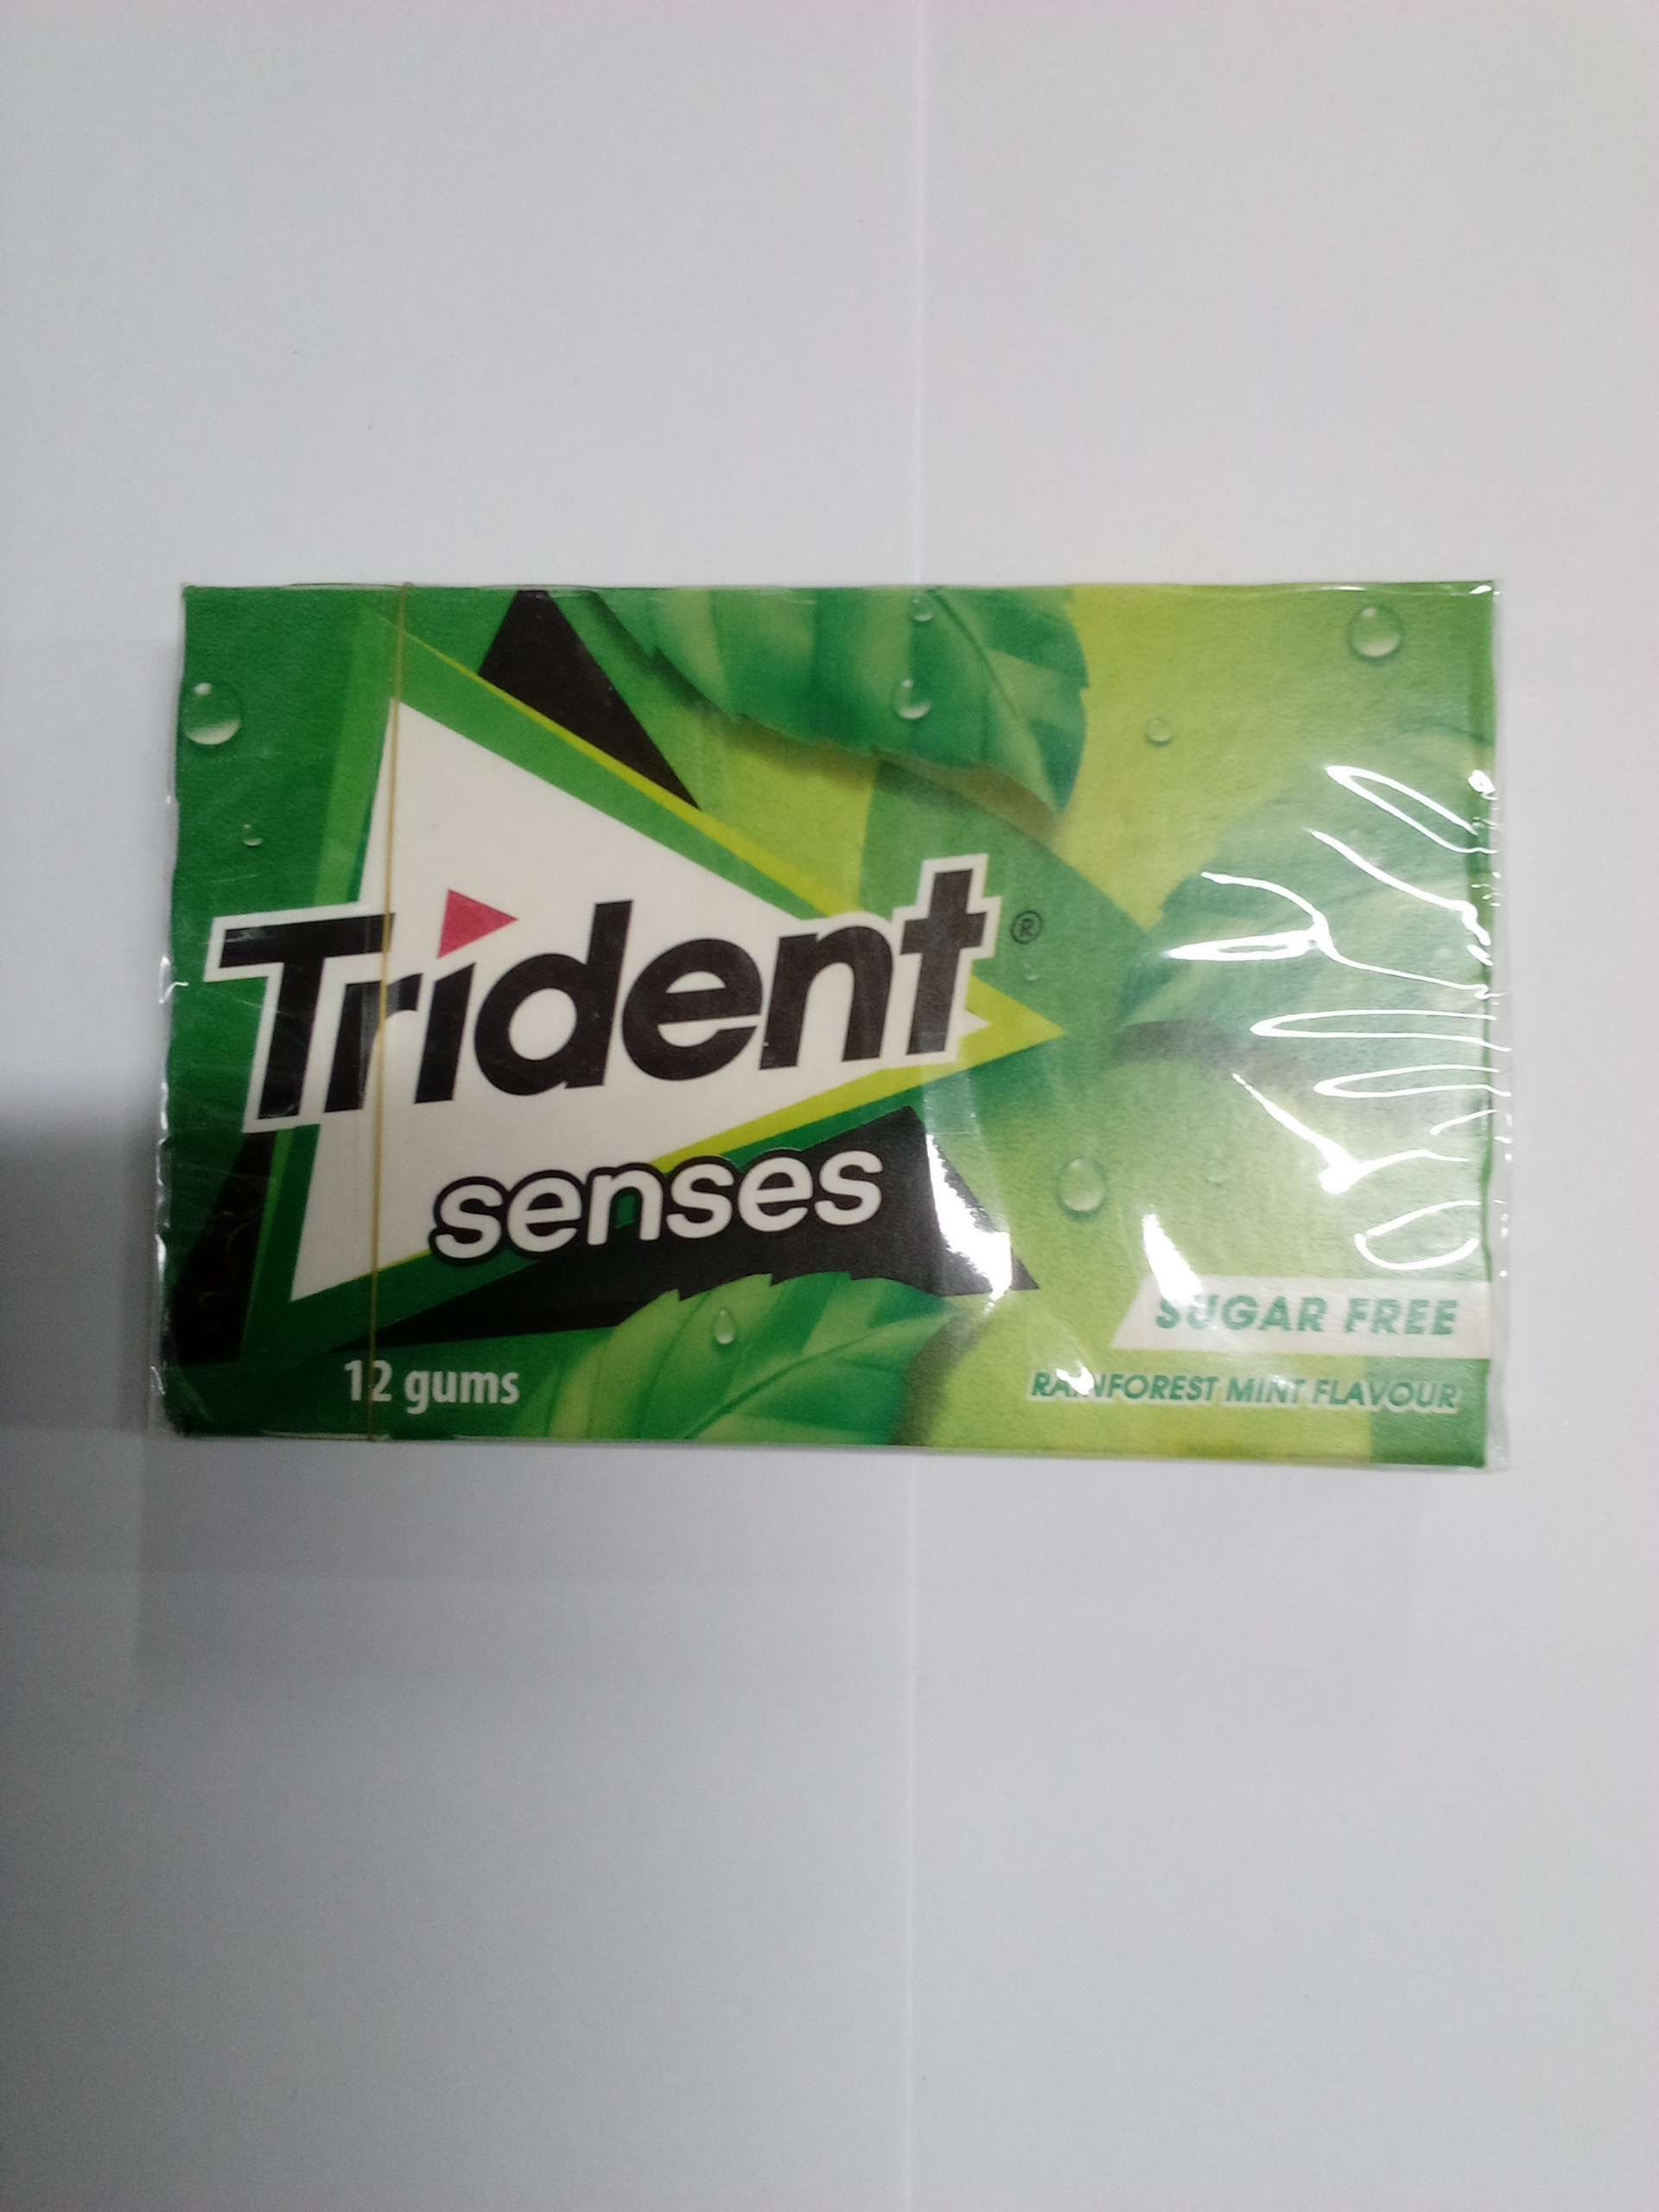 Trident®
senses
12 gums
SUGAR FREE
RAINFOREST MINT FLAVOUR